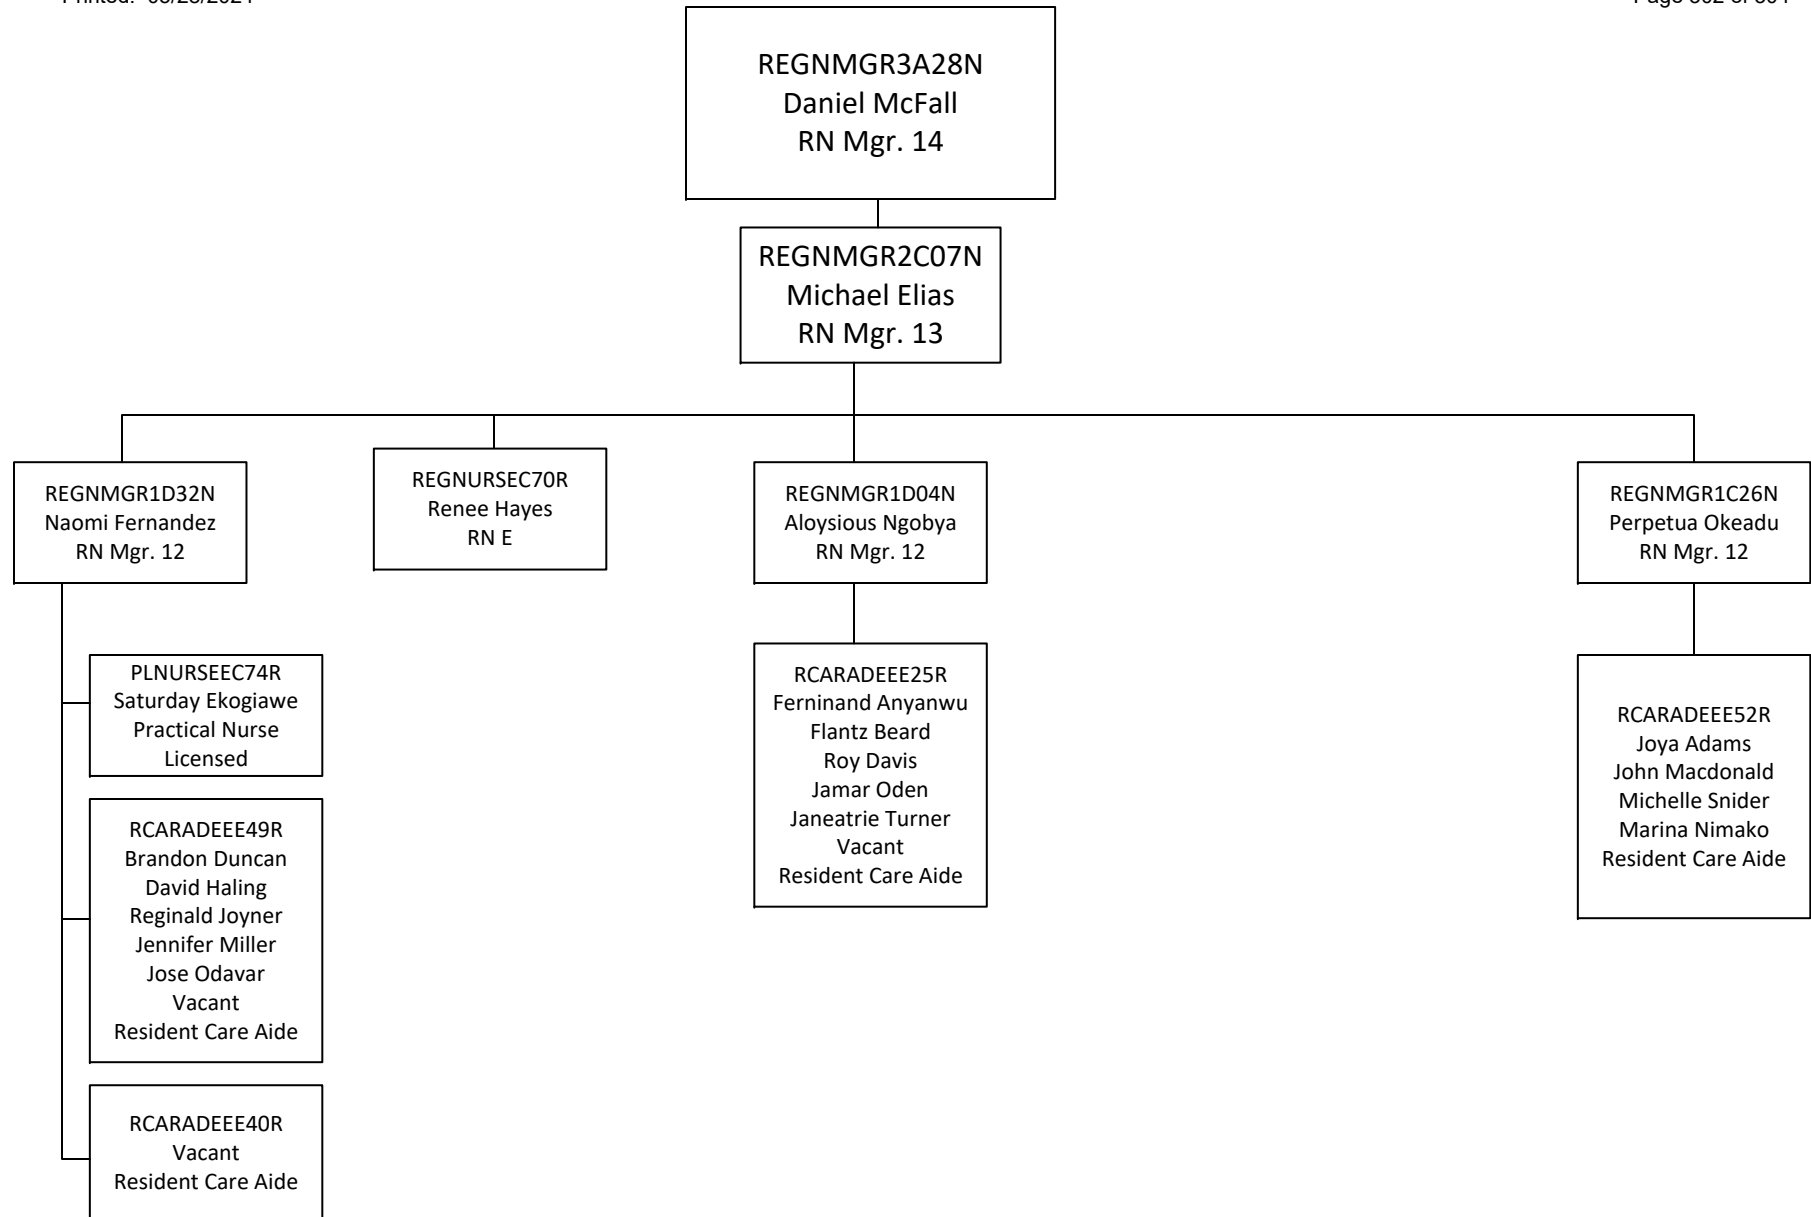 REGNMGR3A28N
Daniel McFall
RN Mgr. 14
REGNMGR2C07N
Michael Elias
RN Mgr. 13
REGNMGR1D32N
Naomi Fernandez
RN Mgr. 12
REGNURSEC70R
Renee Hayes
RN E
REGNMGR1D04N
Aloysious Ngobya
RN Mgr. 12
REGNMGR1C26N
Perpetua Okeadu
RN Mgr. 12
PLNURSEEC74R
Saturday Ekogiawe
Practical Nurse
Licensed
RCARADEEE49R
Brandon Duncan
David Haling
Reginald Joyner
Jennifer Miller
Jose Odavar
Vacant
Resident Care Aide
RCARADEEE40R
Vacant
Resident Care Aide
RCARADEEE25R
Ferninand Anyanwu
Flantz Beard
Roy Davis
Jamar Oden
Janeatrie Turner
Vacant
Resident Care Aide
RCARADEEE52R
Joya Adams
John Macdonald
Michelle Snider
Marina Nimako
Resident Care Aide